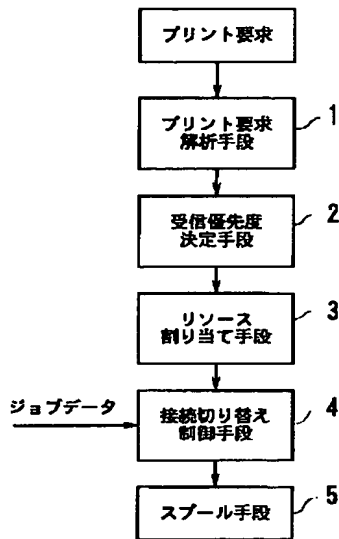 プリント要求
プリント要求
解析手段
1
受信優先度
決定手段
2
リソース
割り当て手段
3
ジョブデータ
接続切り替え
制御手段
4
スプール手段
5